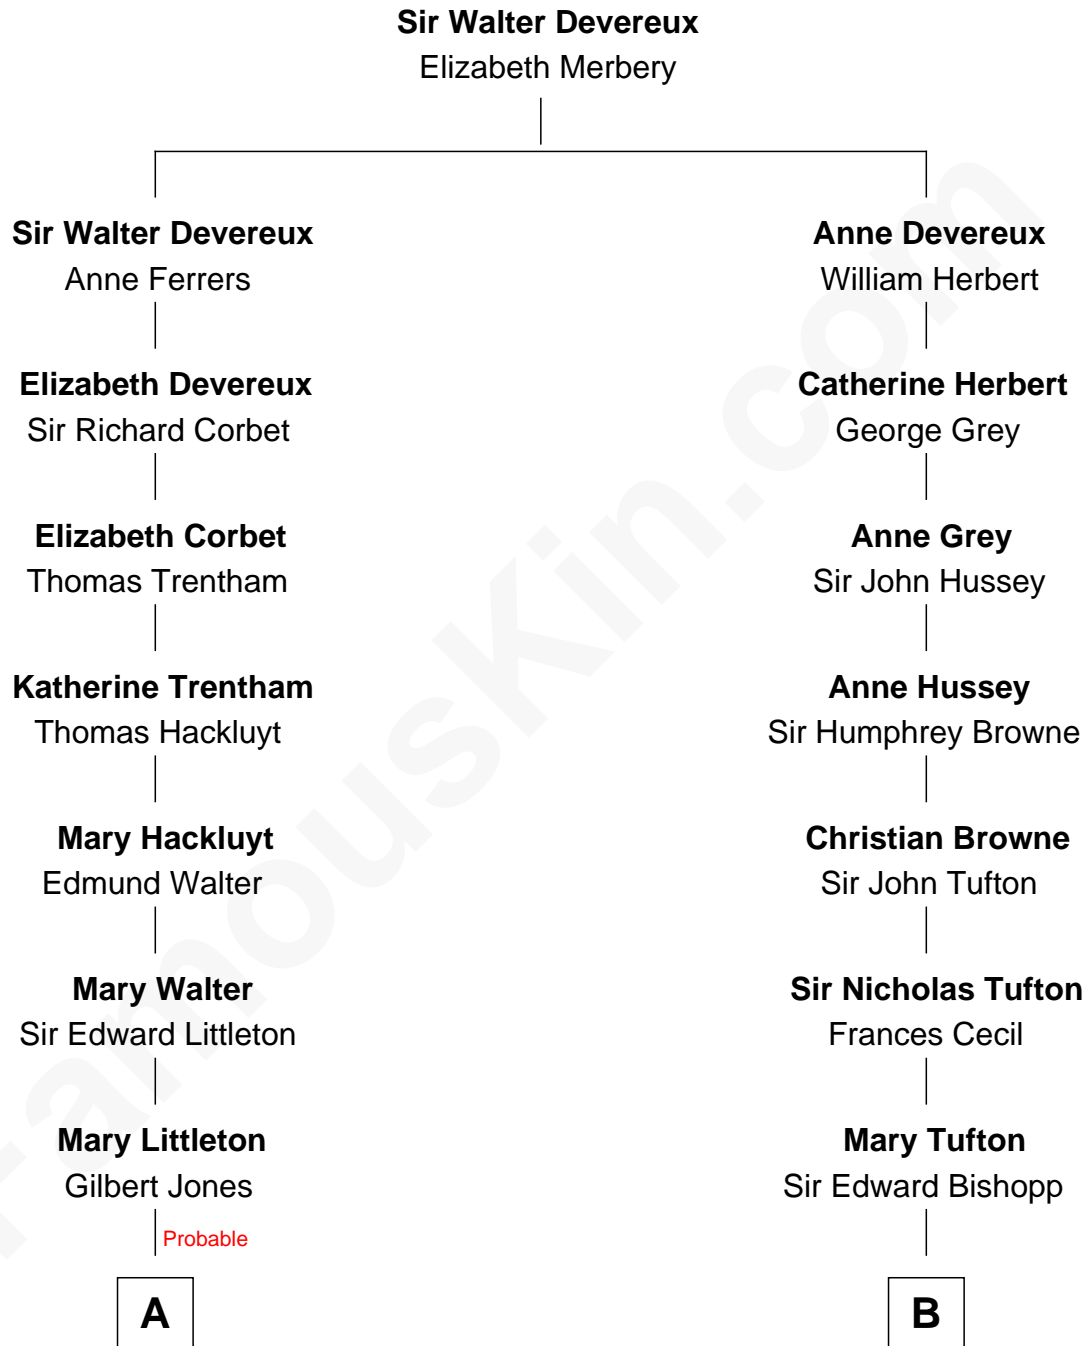 Sir Walter Devereux
Elizabeth Merbery
Sir Walter Devereux
Anne Ferrers
Anne Devereux
William Herbert
Elizabeth Devereux
Sir Richard Corbet
Catherine Herbert
George Grey
Elizabeth Corbet
Thomas Trentham
Anne Grey
Sir John Hussey
Katherine Trentham
Thomas Hackluyt
Anne Hussey
Sir Humphrey Browne
Mary Hackluyt
Edmund Walter
Christian Browne
Sir John Tufton
Mary Walter
Sir Edward Littleton
Sir Nicholas Tufton
Frances Cecil
Mary Littleton
Gilbert Jones
Mary Tufton
Sir Edward Bishopp
Probable
A
B
FamousKin.com